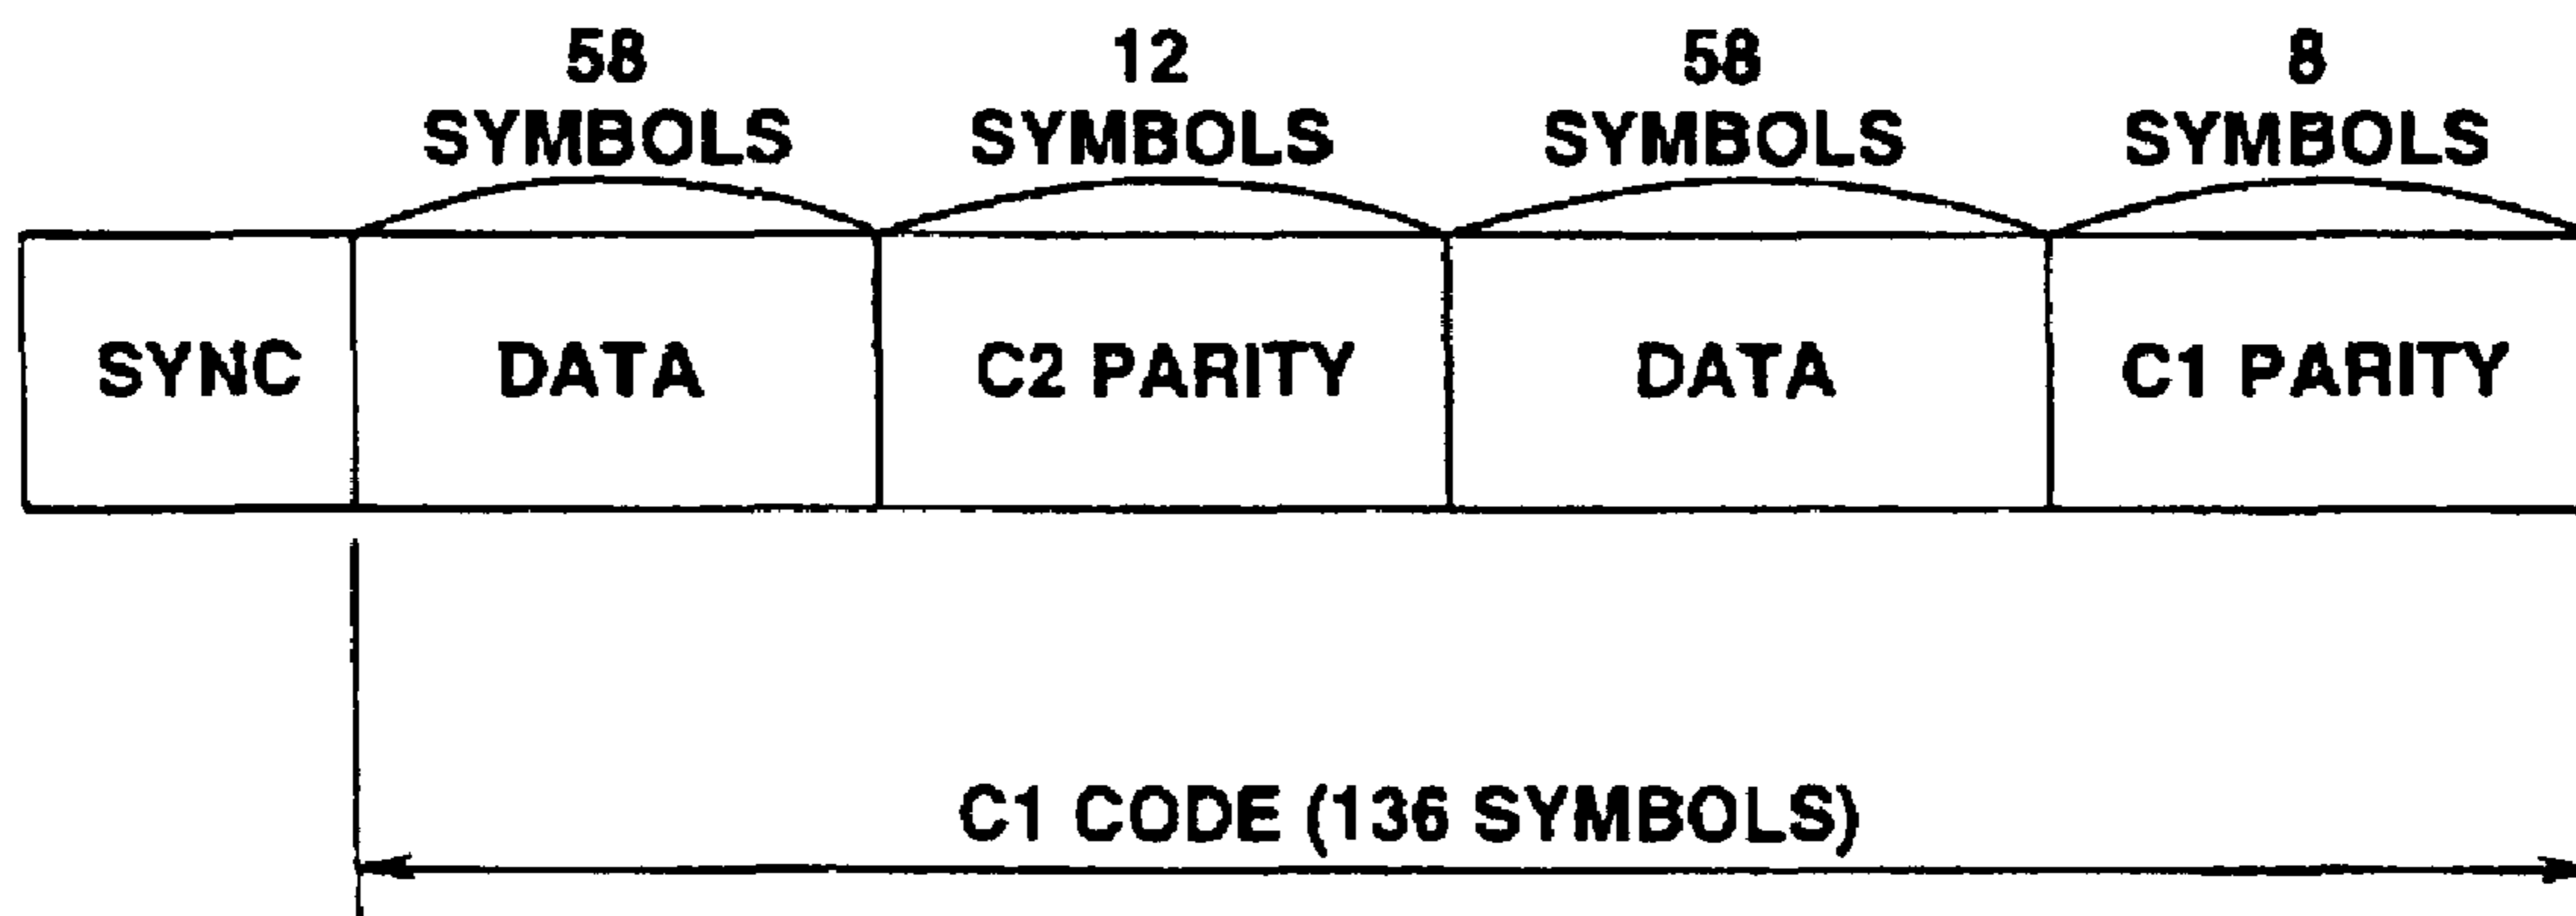 58
SYMBOLS
12
SYMBOLS
58
SYMBOLS
8
SYMBOLS
SYNC
DATA
C2 PARITY
DATA
C1 PARITY
C1 CODE (136 SYMBOLS)